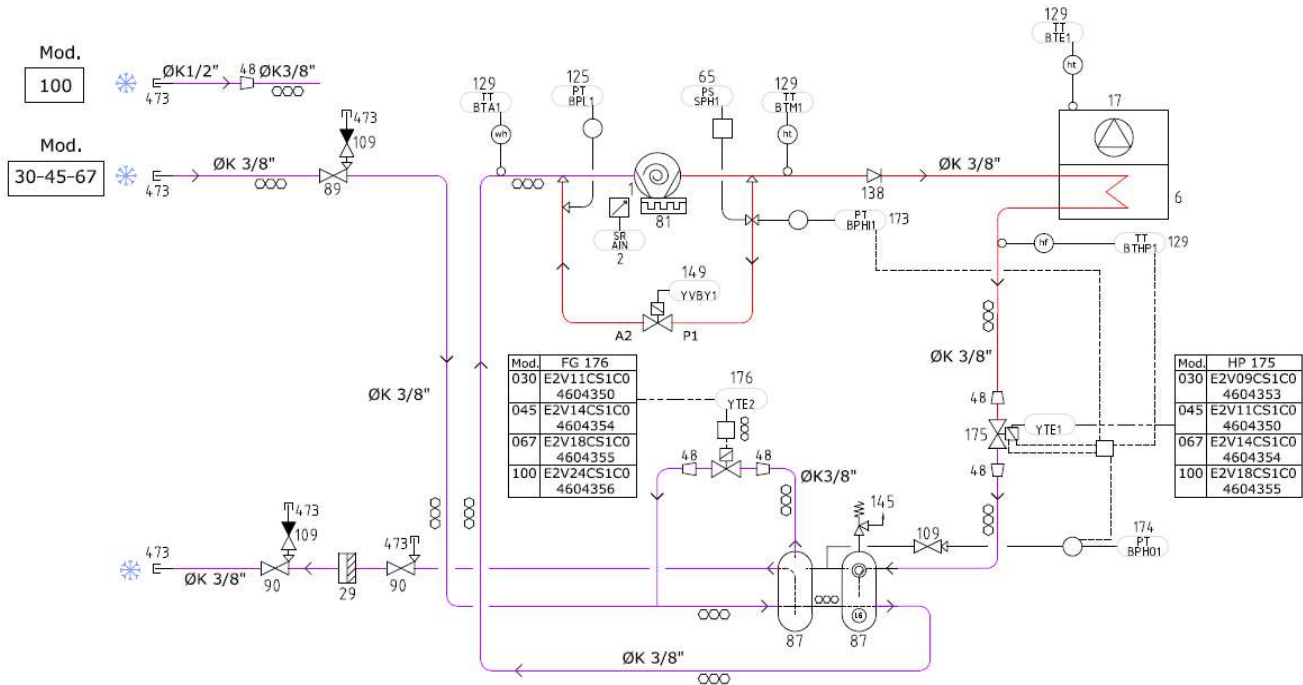 Mod.
100
473
ØK1/2"
48
ØK3/8"
Mod.
30-45-67
473
ØK 3/8"
473
109
89
129
TT
BTA1
wh
125
PT
BPL1
65
PS
SPH1
129
TT
BTM1
ht
129
TT
BTE1
ht
17
6
1
81
SR
AIN
2
138
ØK 3/8"
PT
BPHI1
173
hf
TT
BTHP1
129
149
YVBY1
A2
P1
ØK 3/8"
ØK 3/8"
Mod. FG 176
030 E2V11CS1C0
4604350
045 E2V14CS1C0
4604354
067 E2V18CS1C0
4604355
100 E2V24CS1C0
4604356
176
YTE2
48
48
ØK3/8"
48
175
YTE1
48
Mod. HP 175
030 E2V09CS1C0
4604353
045 E2V11CS1C0
4604350
067 E2V14CS1C0
4604354
100 E2V18CS1C0
4604355
145
109
174
PT
BPHO1
473
ØK 3/8"
473
109
90
29
473
90
87
LG
87
ØK 3/8"